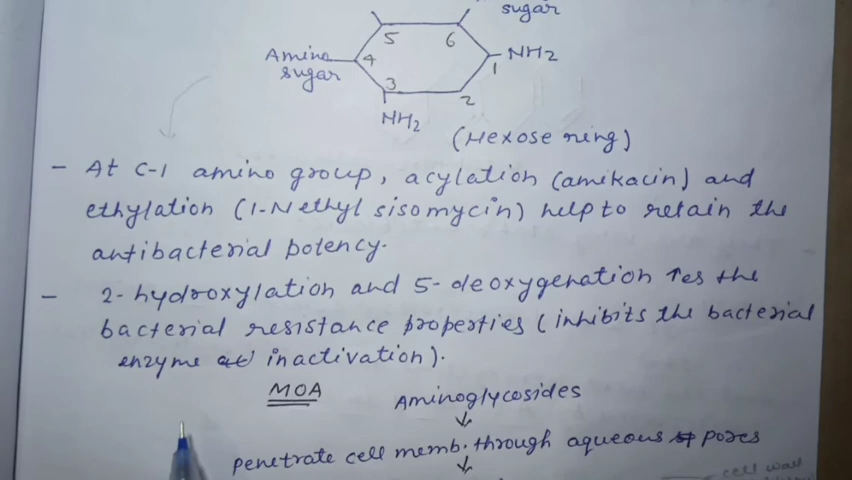 sugar
5 6
Amino 4 1 NH2
sugar
3 2
NH2
(Hexose ring)
- At C-1 amino group, acylation (amikacin) and
ethylation (1-N ethyl sisomycin) help to retain the
antibacterial potency.
- 2-hydroxylation and 5-deoxygenation ↑es the
bacterial resistance properties (inhibits the bacterial
enzyme inactivation).
MOA Aminoglycosides
↓
penetrate cell memb. through aqueous pores
↓
cell wall